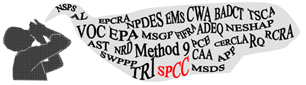 NSPS AL EPCRA NPDES EMS CWA BADCT TSCA
VOC EPA MSGP FIFRA ADEQ NESHAP
AST NRD Method 9 PCB CERCLA RQ RCRA
SWPPP CAA APP
TRI SPCC MSDS